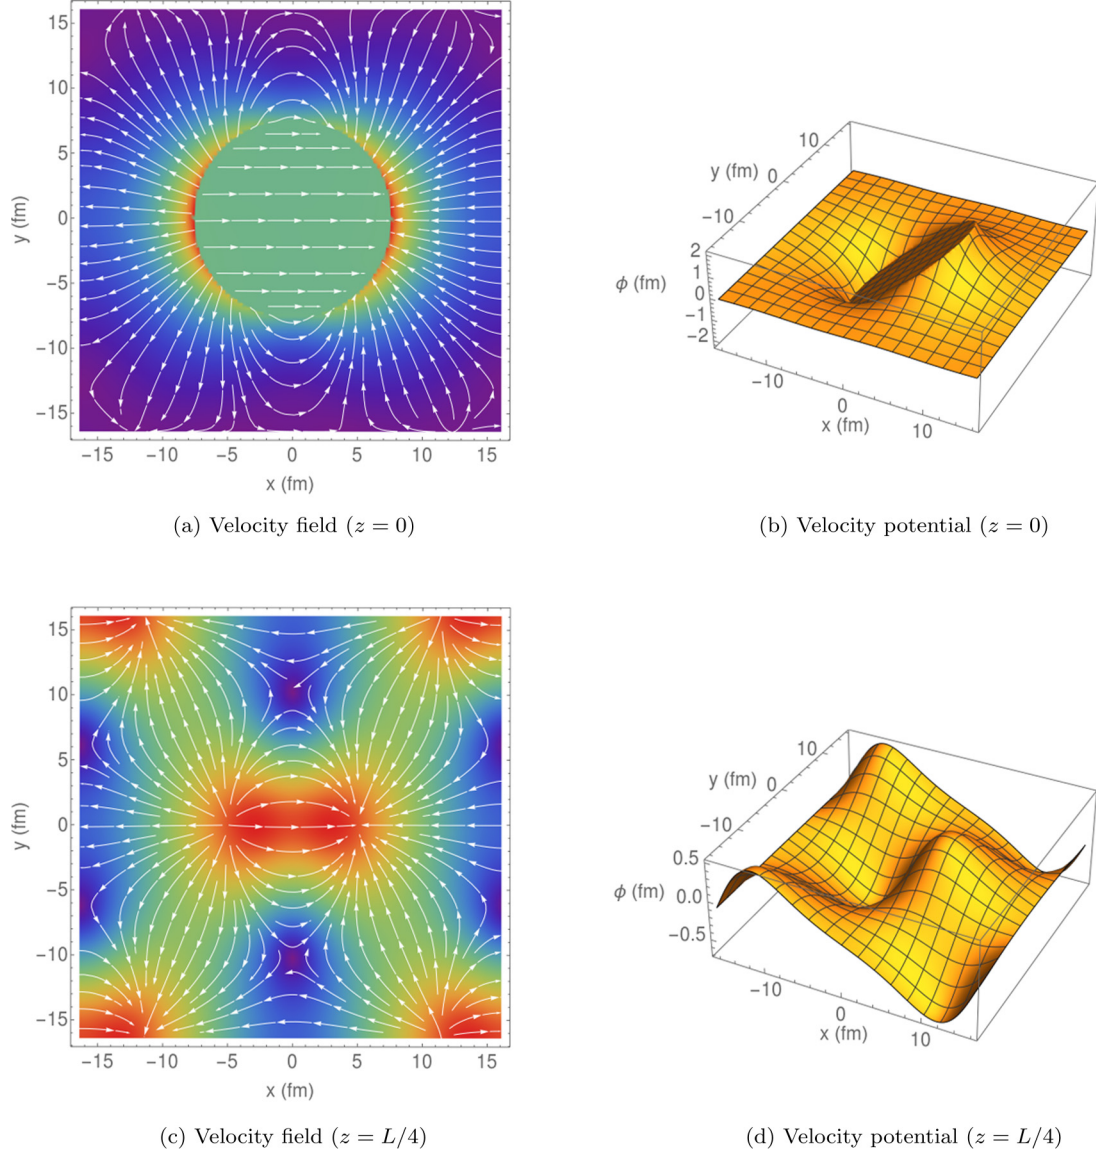 15
10
5
0
−5
−10
−15
y (fm)
−15 −10 −5 0 5 10 15
x (fm)
(a) Velocity field (z = 0)
10
y (fm) 0
−10
2
1
ϕ (fm) 0
−1
−2
−10
0
x (fm) 10
(b) Velocity potential (z = 0)
15
10
5
0
−5
−10
−15
y (fm)
−15 −10 −5 0 5 10 15
x (fm)
(c) Velocity field (z = L/4)
10
y (fm) 0
−10
0.5
ϕ (fm) 0.0
−0.5
−10
0
x (fm) 10
(d) Velocity potential (z = L/4)